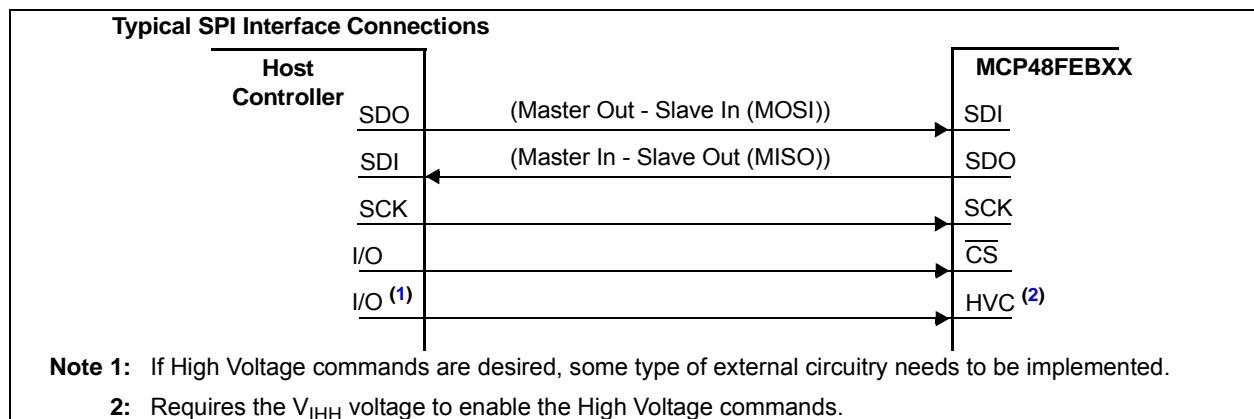 Typical SPI Interface Connections
Host
Controller
MCP48FEBXX
SDO (Master Out - Slave In (MOSI)) SDI
SDI (Master In - Slave Out (MISO)) SDO
SCK SCK
I/O CS
I/O (1) HVC (2)
Note 1: If High Voltage commands are desired, some type of external circuitry needs to be implemented.
2: Requires the VIHH voltage to enable the High Voltage commands.